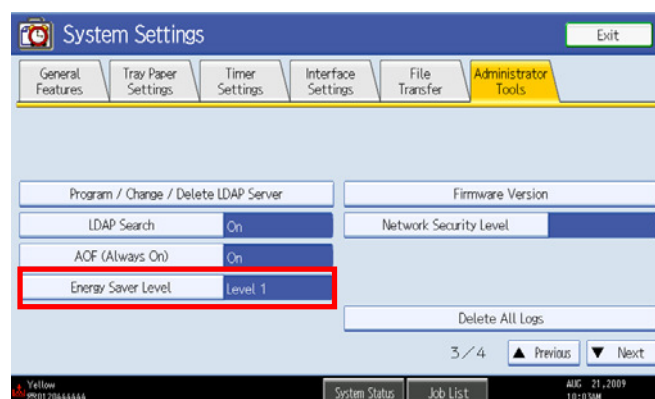 System Settings
Exit
General Features
Tray Paper Settings
Timer Settings
Interface Settings
File Transfer
Administrator Tools
Program / Change / Delete LDAP Server
Firmware Version
LDAP Search On
Network Security Level
AOF (Always On) On
Energy Saver Level Level 1
Delete All Logs
3/4 ▲ Previous ▼ Next
Yellow
System Status Job List
AUG 21,2009
10:03AM